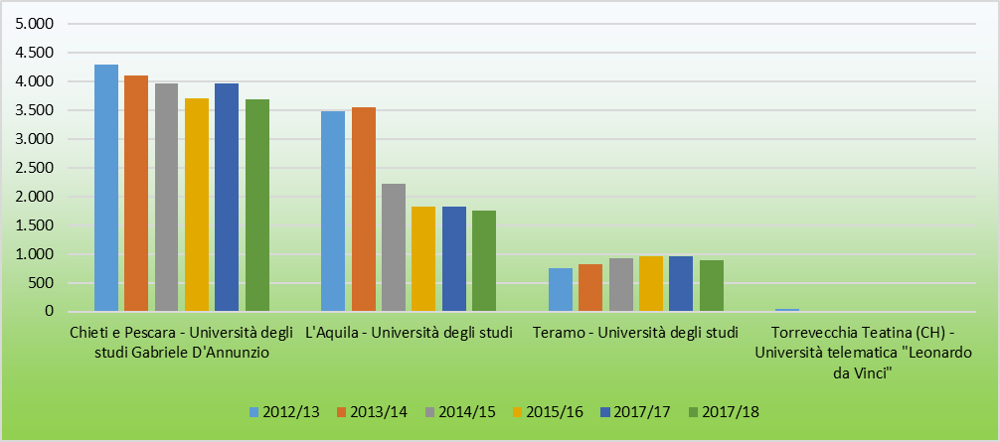 5.000
4.500
4.000
3.500
3.000
2.500
2.000
1.500
1.000
500
0
Chieti e Pescara - Università degli
studi Gabriele D'Annunzio
L'Aquila - Università degli studi
Teramo - Università degli studi
Torrevecchia Teatina (CH) -
Università telematica "Leonardo
da Vinci"
2012/13 2013/14 2014/15 2015/16 2017/17 2017/18